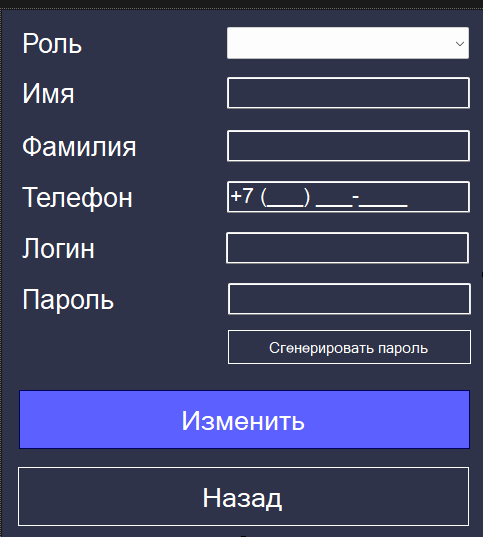 Роль
Имя
Фамилия
Телефон +7 (___) ___-____
Логин
Пароль
Сгенерировать пароль
Изменить
Назад